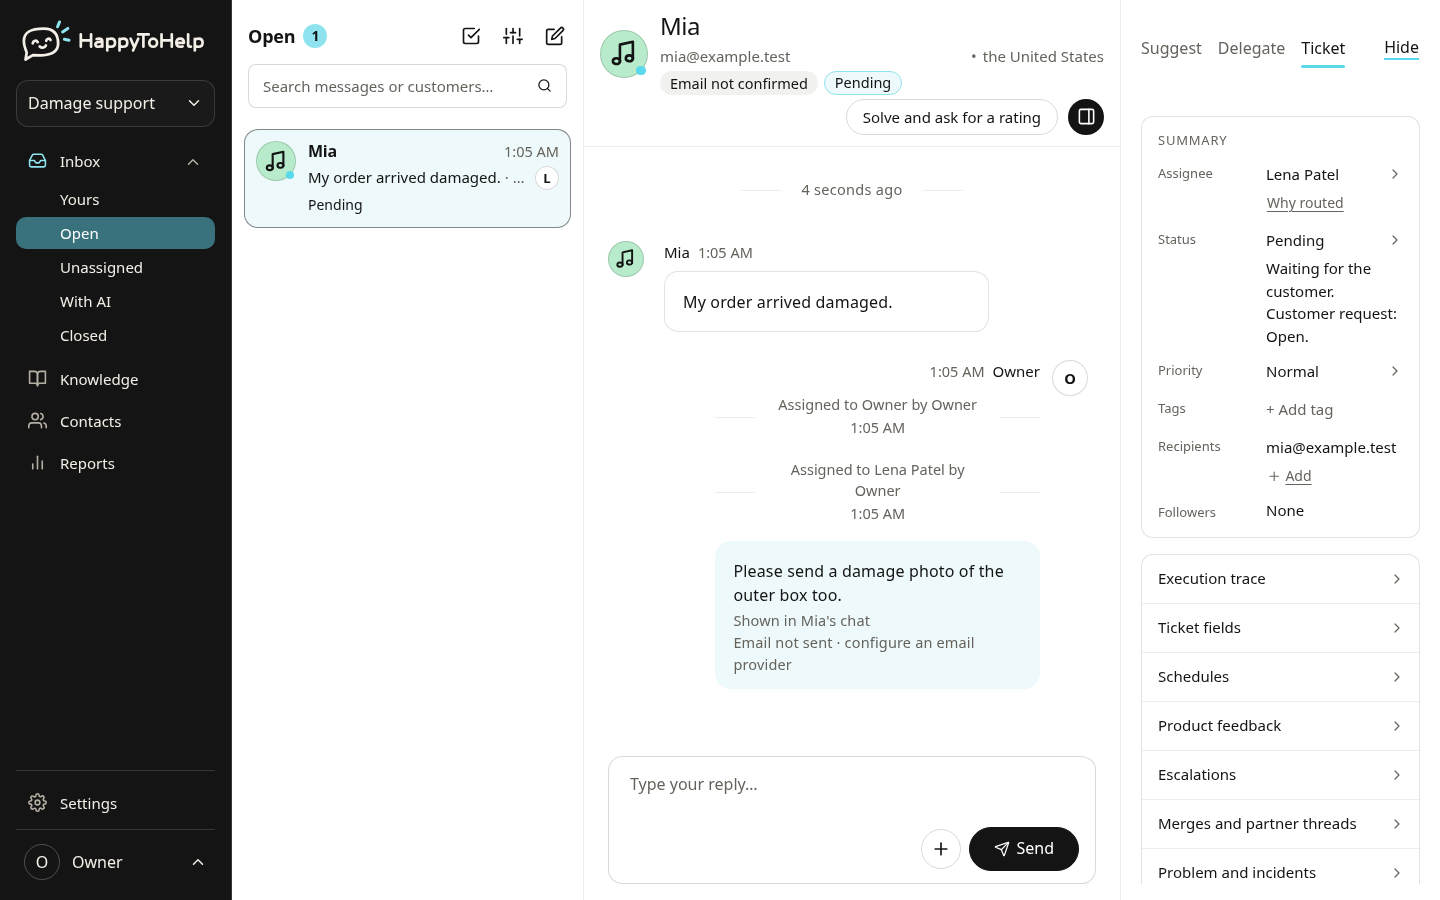 HappyToHelp
Damage support
Inbox
Yours
Open
Unassigned
With AI
Closed
Knowledge
Contacts
Reports
Settings
O
Owner
Open 1
Search messages or customers...
Mia 1:05 AM
My order arrived damaged. · ... L
Pending
Mia
mia@example.test • the United States
Email not confirmed Pending
Solve and ask for a rating
4 seconds ago
Mia 1:05 AM
My order arrived damaged.
1:05 AM Owner O
Assigned to Owner by Owner
1:05 AM
Assigned to Lena Patel by
Owner
1:05 AM
Please send a damage photo of the
outer box too.
Shown in Mia's chat
Email not sent · configure an email
provider
Type your reply...
Send
Suggest Delegate Ticket Hide
SUMMARY
Assignee Lena Patel
Why routed
Status Pending
Waiting for the
customer.
Customer request:
Open.
Priority Normal
Tags + Add tag
Recipients mia@example.test
+ Add
Followers None
Execution trace
Ticket fields
Schedules
Product feedback
Escalations
Merges and partner threads
Problem and incidents